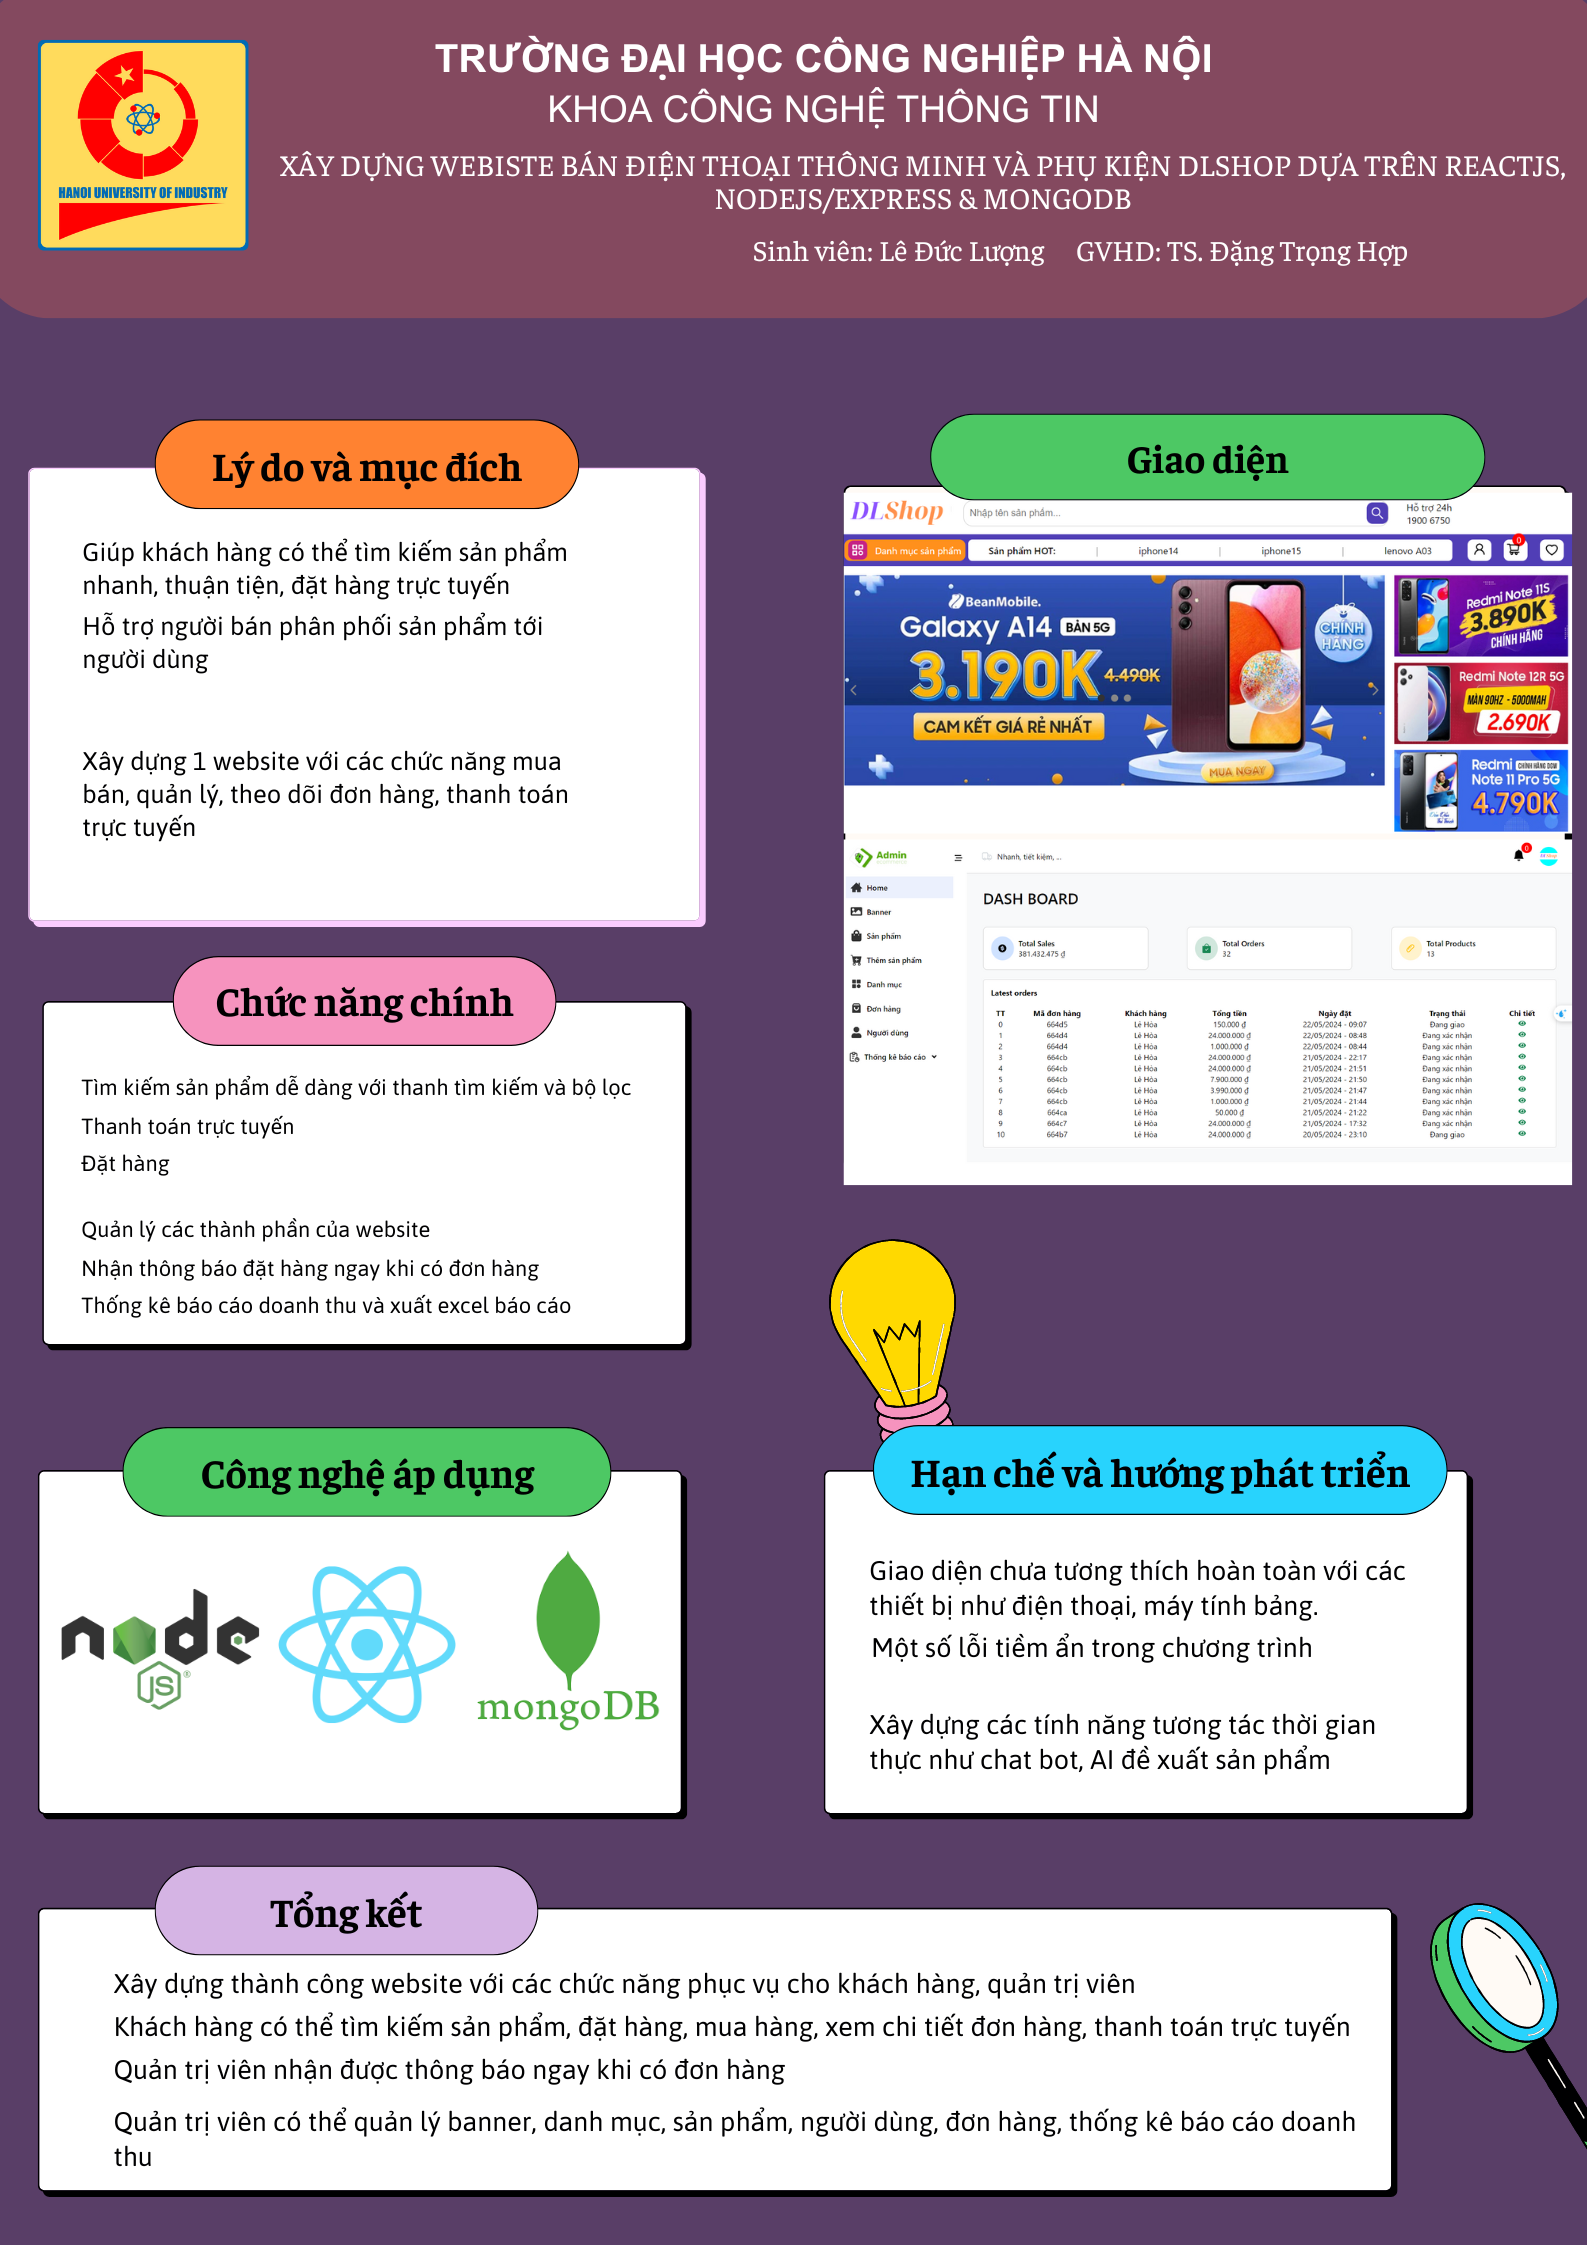 TRƯỜNG ĐẠI HỌC CÔNG NGHIỆP HÀ NỘI
KHOA CÔNG NGHỆ THÔNG TIN
XÂY DỰNG WEBISTE BÁN ĐIỆN THOẠI THÔNG MINH VÀ PHỤ KIỆN DLSHOP DỰA TRÊN REACTJS,
NODEJS/EXPRESS & MONGODB
Sinh viên: Lê Đức Lượng GVHD: TS. Đặng Trọng Hợp
HANOI UNIVERSITY OF INDUSTRY
Lý do và mục đích
Giúp khách hàng có thể tìm kiếm sản phẩm
nhanh, thuận tiện, đặt hàng trực tuyến
Hỗ trợ người bán phân phối sản phẩm tới
người dùng
Xây dựng 1 website với các chức năng mua
bán, quản lý, theo dõi đơn hàng, thanh toán
trực tuyến
Chức năng chính
Tìm kiếm sản phẩm dễ dàng với thanh tìm kiếm và bộ lọc
Thanh toán trực tuyến
Đặt hàng
Quản lý các thành phần của website
Nhận thông báo đặt hàng ngay khi có đơn hàng
Thống kê báo cáo doanh thu và xuất excel báo cáo
Giao diện
DLShop
Nhập tên sản phẩm...
Hỗ trợ 24h
1900 6750
Danh mục sản phẩm Sản phẩm HOT: | iphone14 | iphone15 | lenovo A03 0
BeanMobile.
Galaxy A14 BẢN 5G
3.190K 4.490K
CAM KẾT GIÁ RẺ NHẤT
CHÍNH
HÃNG
MUA NGAY
Redmi Note 11S
3.890K
CHÍNH HÃNG
Redmi Note 12R 5G
MÀN 90HZ - 5000MAH
2.690K
Redmi CHÍNH HÃNG DGW
Note 11 Pro 5G
4.790K
Admin
Nhanh, tiết kiệm, ...
0
Home
Banner
Sản phẩm
Thêm sản phẩm
Danh mục
Đơn hàng
Người dùng
Thống kê báo cáo
DASH BOARD
Total Sales
381.432.475 ₫
Total Orders
32
Total Products
13
Latest orders
TT Mã đơn hàng Khách hàng Tổng tiền Ngày đặt Trạng thái Chi tiết
0 664d5 Lê Hòa 150.000 ₫ 22/05/2024 - 09:07 Đang giao
1 664d4 Lê Hòa 24.000.000 ₫ 22/05/2024 - 08:48 Đang xác nhận
2 664d4 Lê Hòa 1.000.000 ₫ 22/05/2024 - 08:44 Đang xác nhận
3 664cb Lê Hòa 24.000.000 ₫ 21/05/2024 - 22:17 Đang xác nhận
4 664cb Lê Hòa 24.000.000 ₫ 21/05/2024 - 21:51 Đang xác nhận
5 664cb Lê Hòa 7.900.000 ₫ 21/05/2024 - 21:50 Đang xác nhận
6 664cb Lê Hòa 3.990.000 ₫ 21/05/2024 - 21:47 Đang xác nhận
7 664cb Lê Hòa 1.000.000 ₫ 21/05/2024 - 21:44 Đang xác nhận
8 664ca Lê Hòa 50.000 ₫ 21/05/2024 - 21:22 Đang xác nhận
9 664c7 Lê Hòa 24.000.000 ₫ 21/05/2024 - 17:32 Đang xác nhận
10 664b7 Lê Hòa 24.000.000 ₫ 20/05/2024 - 23:10 Đang giao
Công nghệ áp dụng
node
JS®
mongoDB
Hạn chế và hướng phát triển
Giao diện chưa tương thích hoàn toàn với các
thiết bị như điện thoại, máy tính bảng.
Một số lỗi tiềm ẩn trong chương trình
Xây dựng các tính năng tương tác thời gian
thực như chat bot, AI đề xuất sản phẩm
Tổng kết
Xây dựng thành công website với các chức năng phục vụ cho khách hàng, quản trị viên
Khách hàng có thể tìm kiếm sản phẩm, đặt hàng, mua hàng, xem chi tiết đơn hàng, thanh toán trực tuyến
Quản trị viên nhận được thông báo ngay khi có đơn hàng
Quản trị viên có thể quản lý banner, danh mục, sản phẩm, người dùng, đơn hàng, thống kê báo cáo doanh
thu